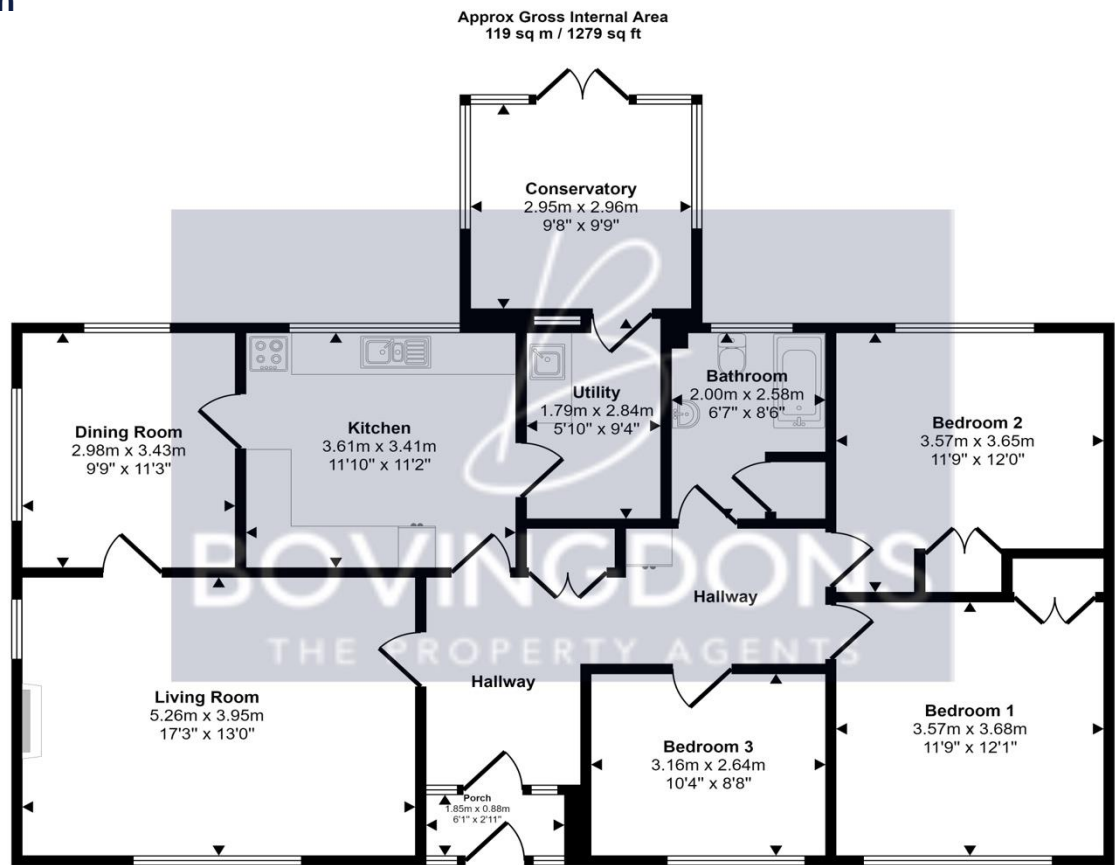 Approx Gross Internal Area
119 sq m / 1279 sq ft
Conservatory
2.95m x 2.96m
9'8" x 9'9"
Dining Room
2.98m x 3.43m
9'9" x 11'3"
Kitchen
3.61m x 3.41m
11'10" x 11'2"
Utility
1.79m x 2.84m
5'10" x 9'4"
Bathroom
2.00m x 2.58m
6'7" x 8'6"
Bedroom 2
3.57m x 3.65m
11'9" x 12'0"
BOVINGDONS
THE PROPERTY AGENTS
Hallway
Hallway
Living Room
5.26m x 3.95m
17'3" x 13'0"
Porch
1.85m x 0.88m
6'1" x 2'11"
Bedroom 3
3.16m x 2.64m
10'4" x 8'8"
Bedroom 1
3.57m x 3.68m
11'9" x 12'1"